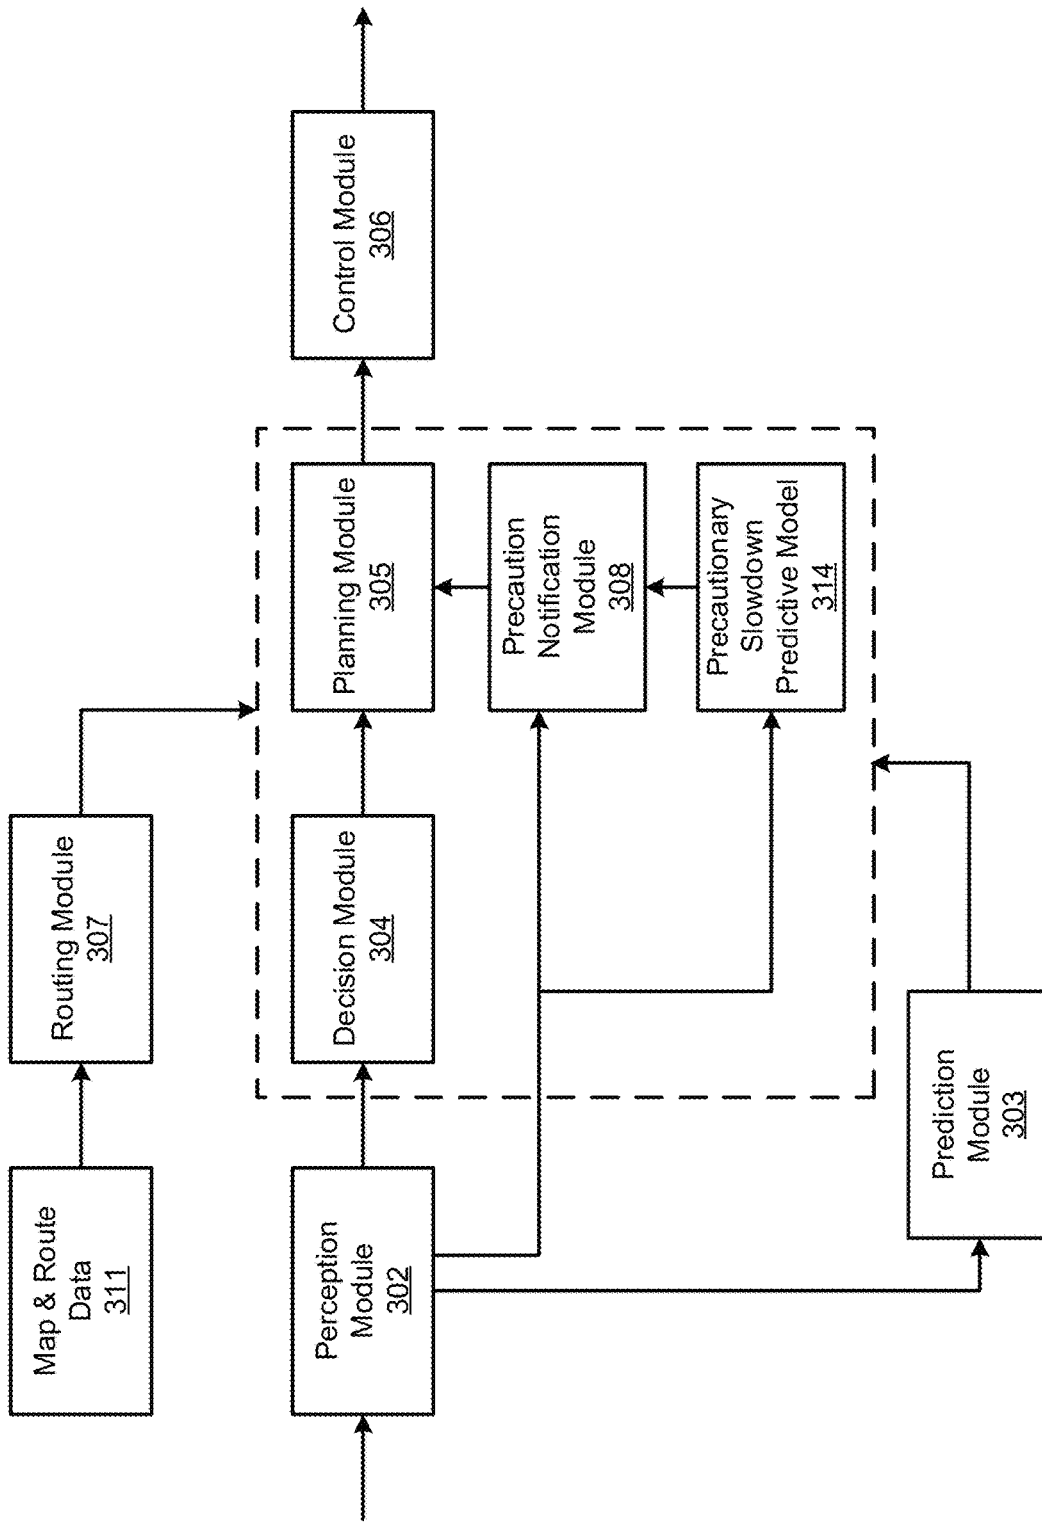 Map & Route
Data
311
Routing Module
307
Perception
Module
302
Decision Module
304
Planning Module
305
Control Module
306
Precaution
Notification
Module
308
Precautionary
Slowdown
Predictive Model
314
Prediction
Module
303